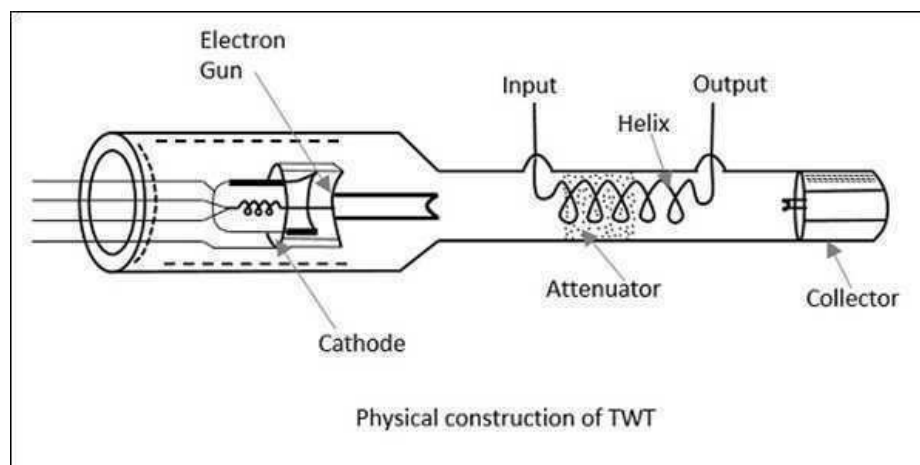 Electron
Gun
Input
Output
Helix
Attenuator
Collector
Cathode
Physical construction of TWT